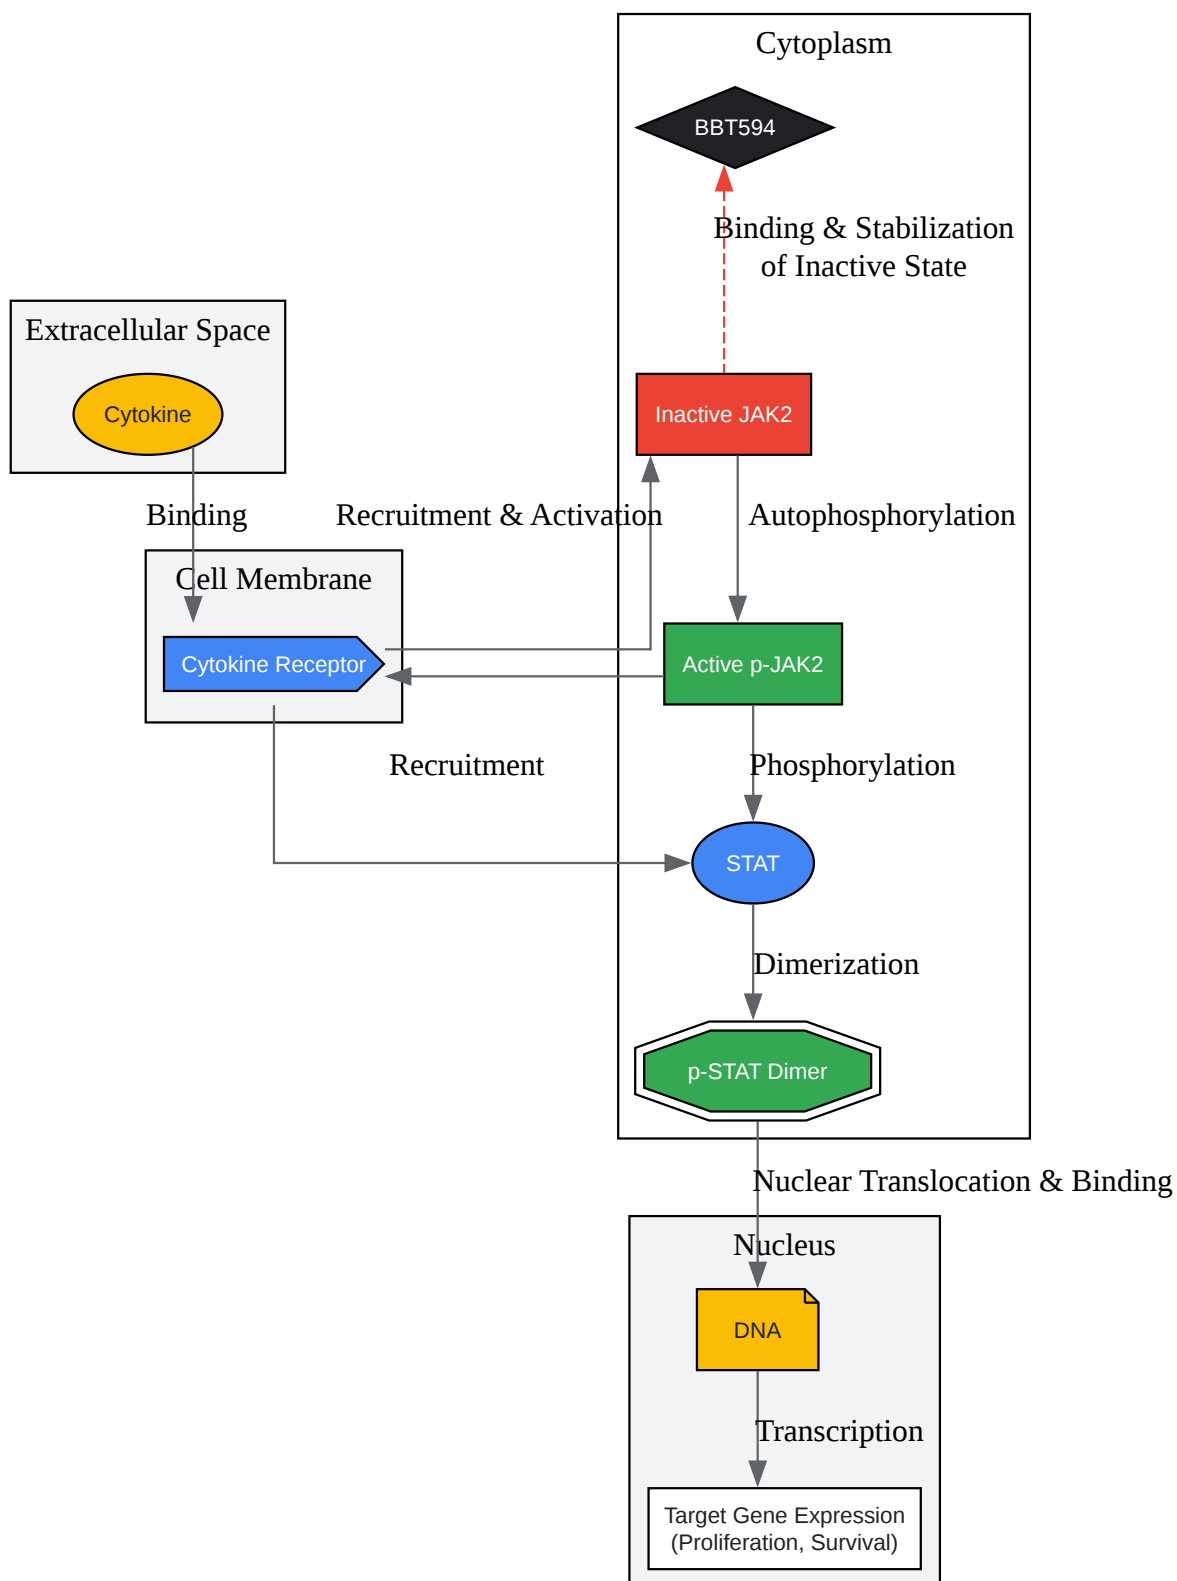 Cytoplasm
BBT594
Binding & Stabilization
of Inactive State
Extracellular Space
Cytokine
Inactive JAK2
Binding
Recruitment & Activation
Autophosphorylation
Cell Membrane
Cytokine Receptor
Active p-JAK2
Recruitment
Phosphorylation
STAT
Dimerization
p-STAT Dimer
Nuclear Translocation & Binding
Nucleus
DNA
Transcription
Target Gene Expression
(Proliferation, Survival)